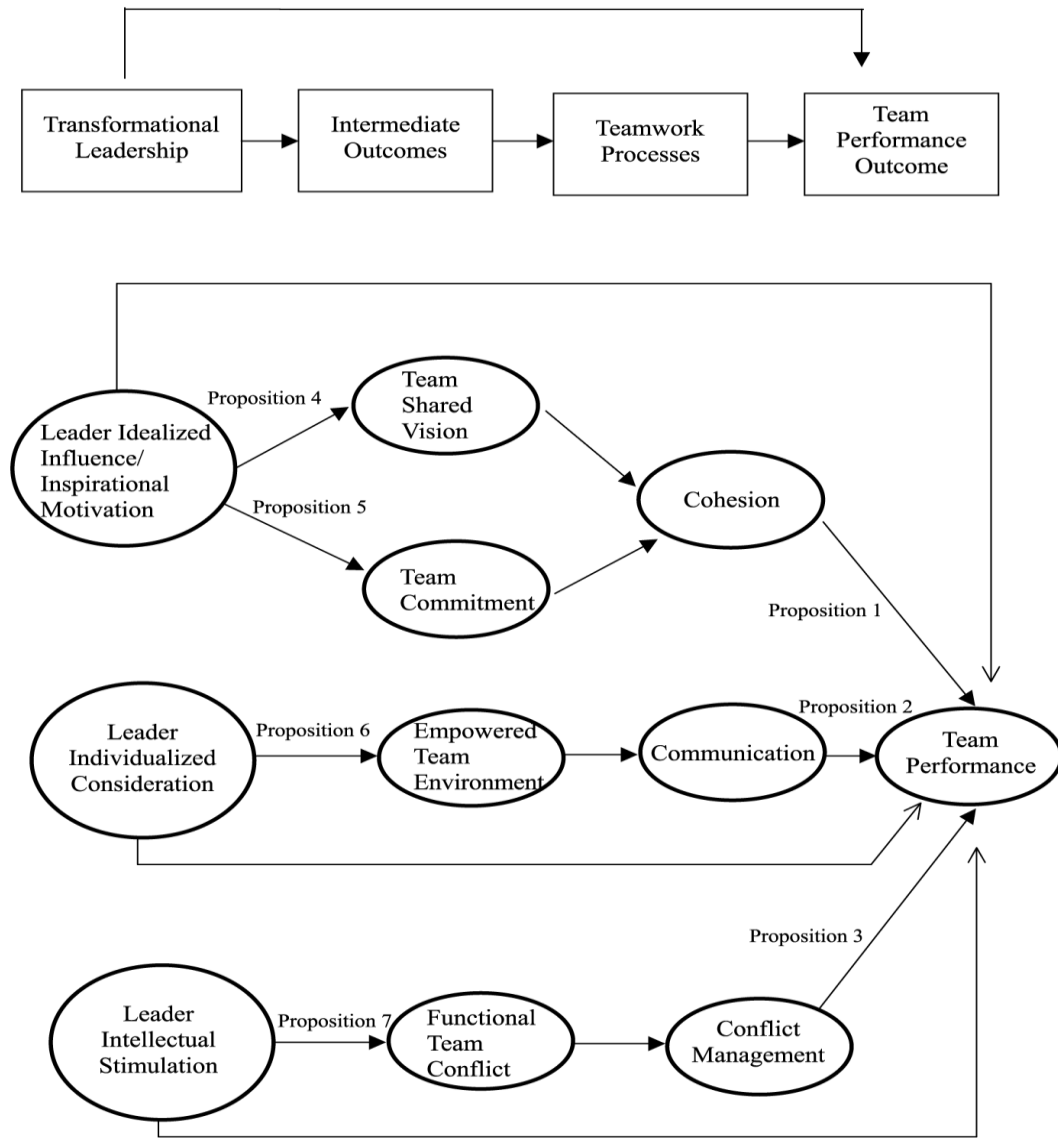 Transformational
Leadership
Intermediate
Outcomes
Teamwork
Processes
Team
Performance
Outcome
Leader Idealized
Influence/
Inspirational
Motivation
Proposition 4
Team
Shared
Vision
Proposition 5
Team
Commitment
Cohesion
Proposition 1
Leader
Individualized
Consideration
Proposition 6
Empowered
Team
Environment
Communication
Proposition 2
Team
Performance
Leader
Intellectual
Stimulation
Proposition 7
Functional
Team
Conflict
Conflict
Management
Proposition 3